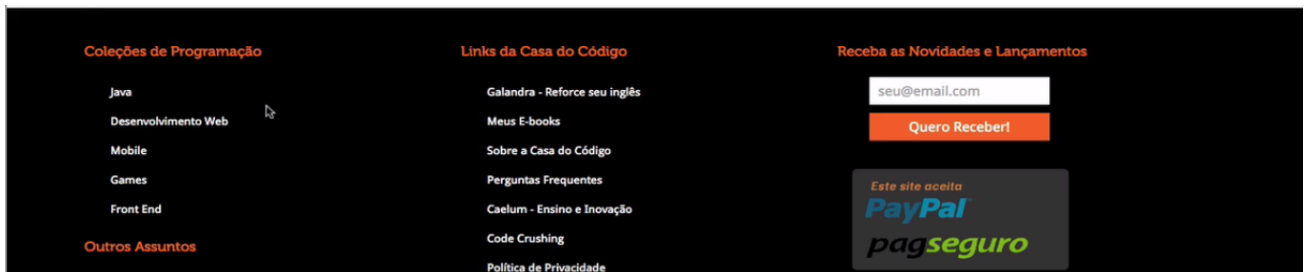 Coleções de Programação
Java
Desenvolvimento Web
Mobile
Games
Front End
Outros Assuntos
Links da Casa do Código
Galandra - Reforce seu inglês
Meus E-books
Sobre a Casa do Código
Perguntas Frequentes
Caelum - Ensino e Inovação
Code Crushing
Política de Privacidade
Receba as Novidades e Lançamentos
seu@email.com
Quero Receber!
Este site aceita
PayPal
pagseguro